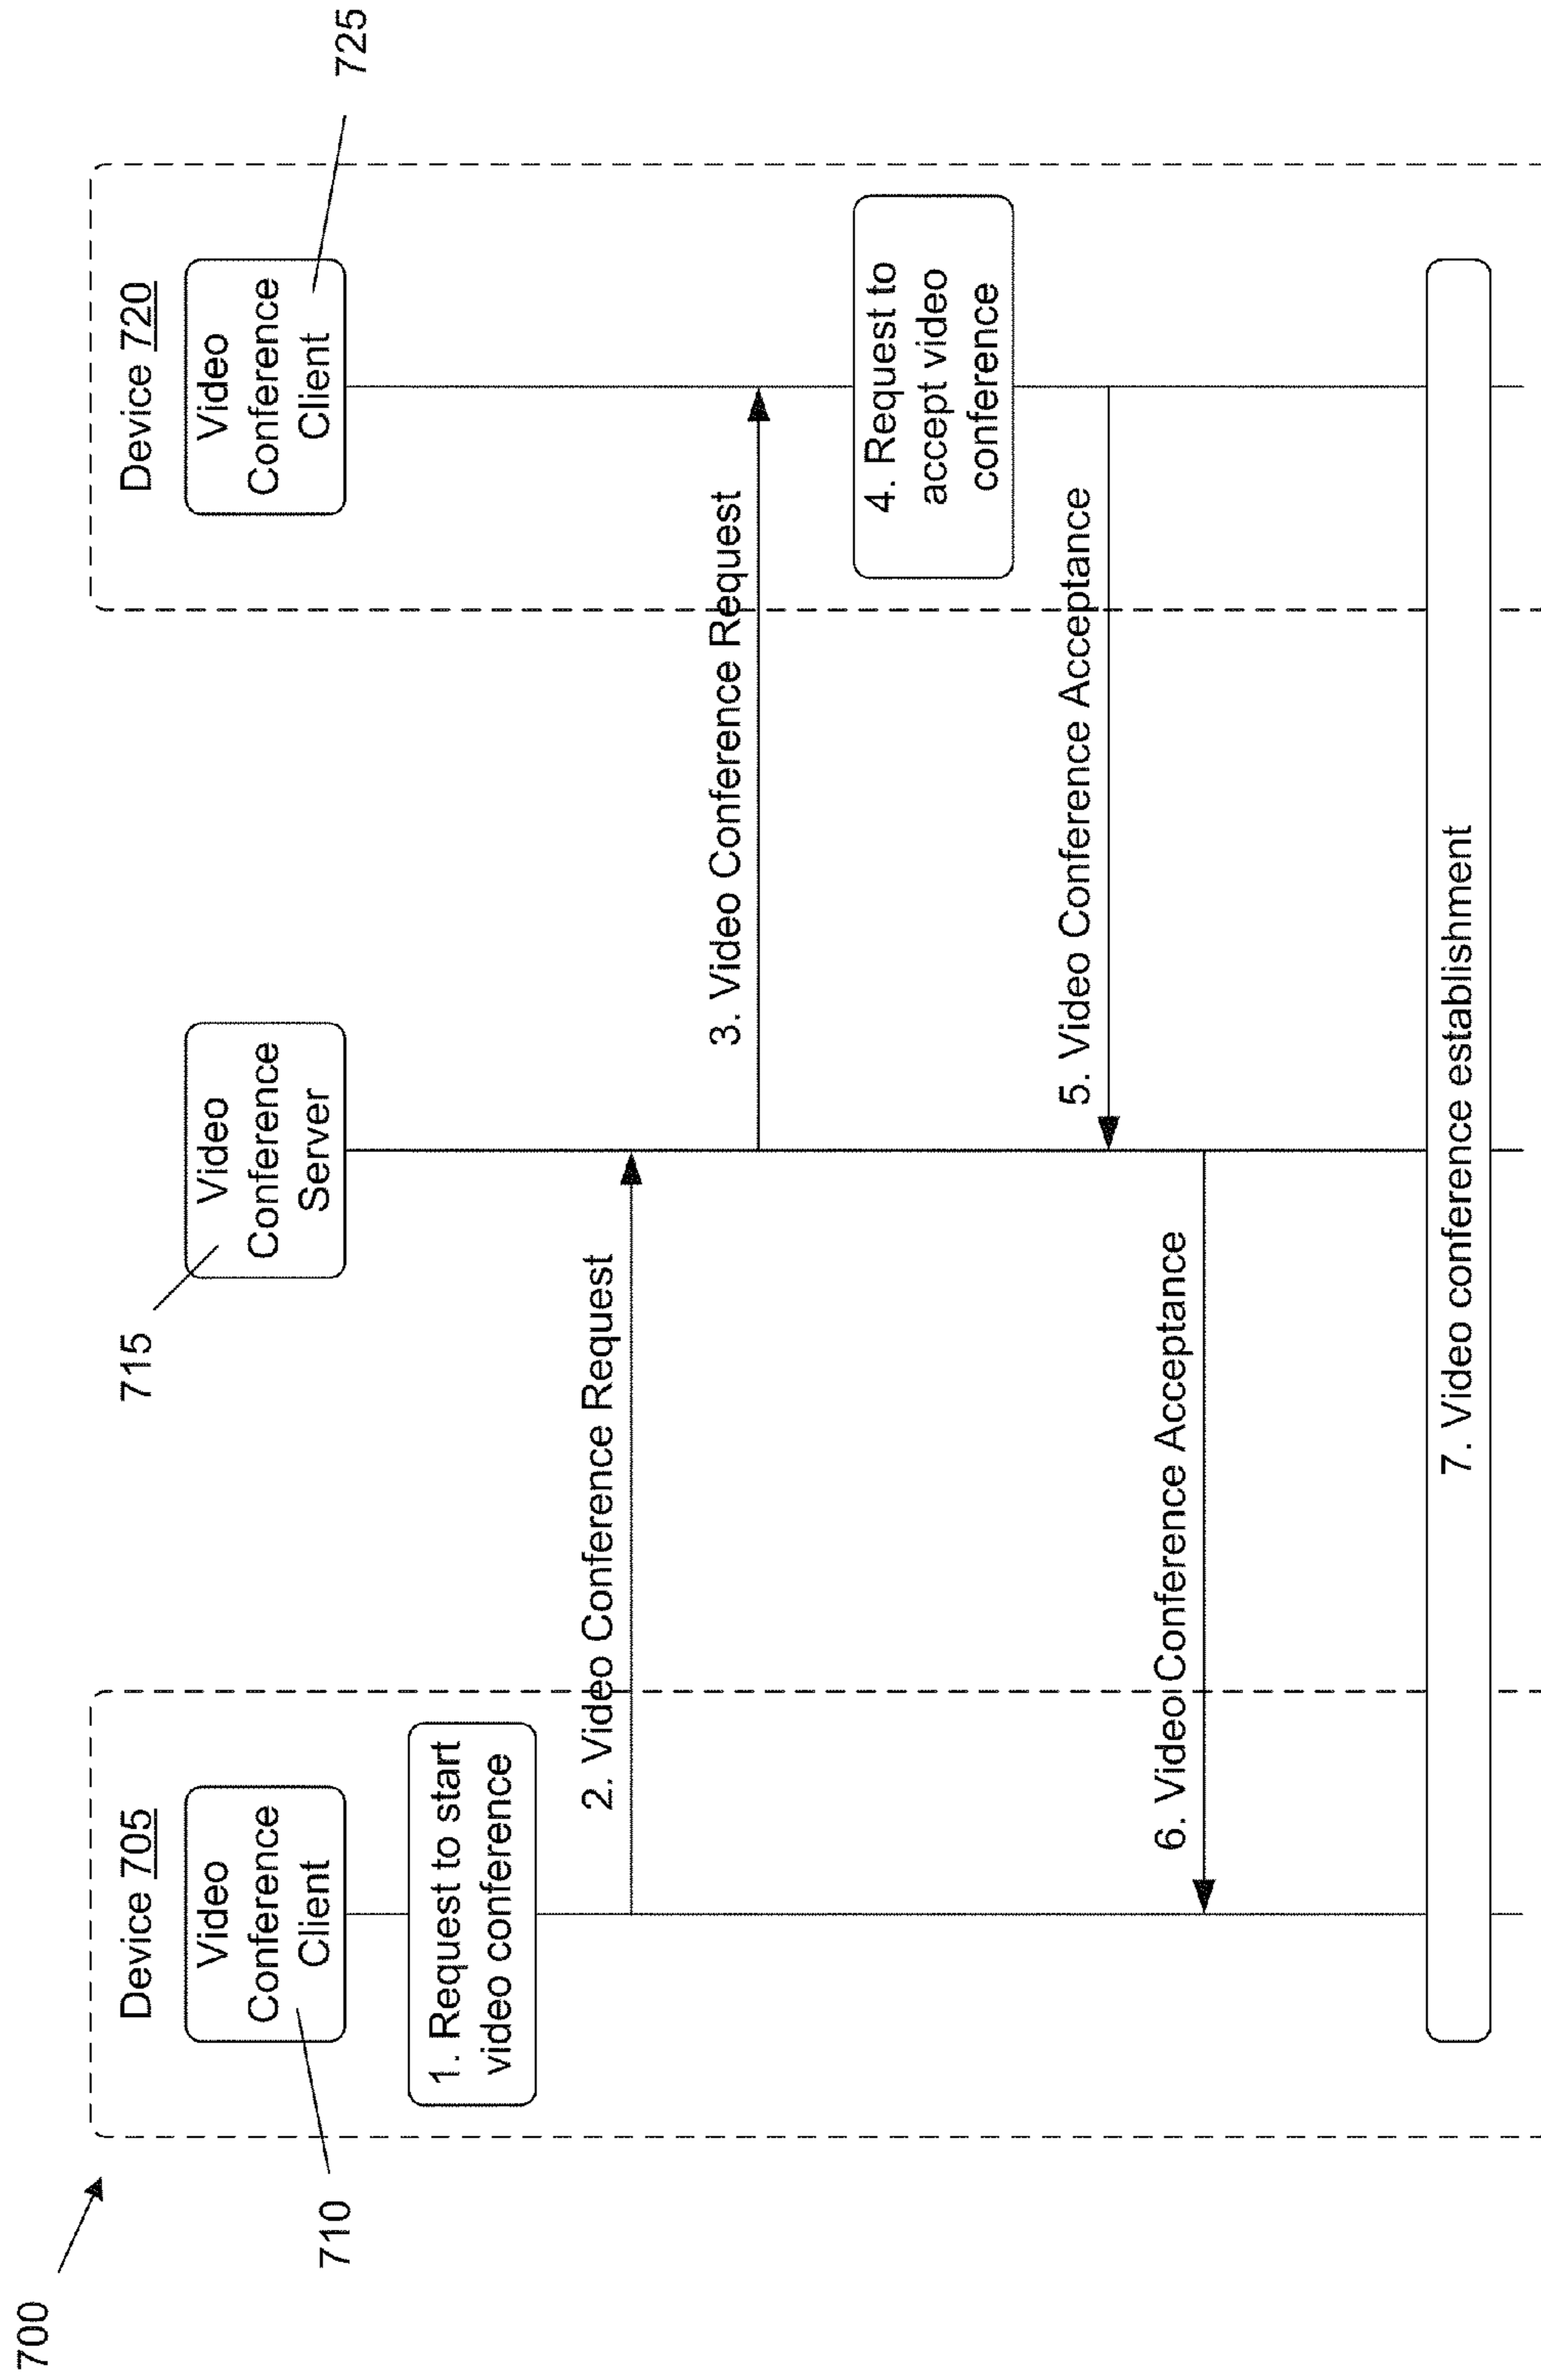 700
Device 705
Video
Conference
Client
710
715
Video
Conference
Server
Device 720
Video
Conference
Client
725
1. Request to start
video conference
2. Video Conference Request
3. Video Conference Request
4. Request to
accept video
conference
5. Video Conference Acceptance
6. Video Conference Acceptance
7. Video conference establishment